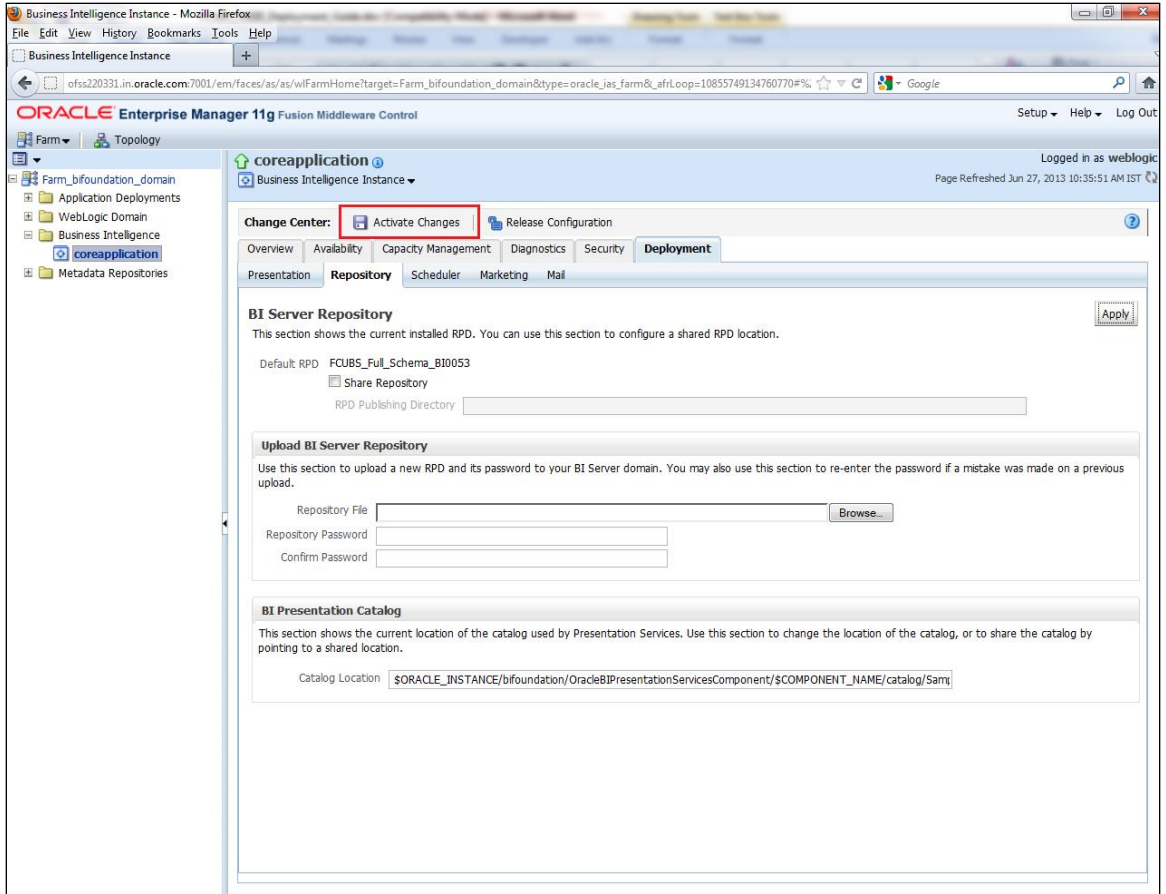 Business Intelligence Instance - Mozilla Firefox
File Edit View History Bookmarks Tools Help
Business Intelligence Instance +
ofss220331.in.oracle.com:7001/em/faces/as/as/wlFarmHome?target=Farm_bifoundation_domain&type=oracle_ias_farm&_afrLoop=10855749134760770#% Google
ORACLE Enterprise Manager 11g Fusion Middleware Control Setup Help Log Out
Farm Topology
Farm_bifoundation_domain
Application Deployments
WebLogic Domain
Business Intelligence
coreapplication
Metadata Repositories
coreapplication Logged in as weblogic
Business Intelligence Instance Page Refreshed Jun 27, 2013 10:35:51 AM IST
Change Center: Activate Changes Release Configuration
Overview Availability Capacity Management Diagnostics Security Deployment
Presentation Repository Scheduler Marketing Mail
BI Server Repository Apply
This section shows the current installed RPD. You can use this section to configure a shared RPD location.
Default RPD FCUBS_Full_Schema_BI0053
Share Repository
RPD Publishing Directory
Upload BI Server Repository
Use this section to upload a new RPD and its password to your BI Server domain. You may also use this section to re-enter the password if a mistake was made on a previous
upload.
Repository File Browse...
Repository Password
Confirm Password
BI Presentation Catalog
This section shows the current location of the catalog used by Presentation Services. Use this section to change the location of the catalog, or to share the catalog by
pointing to a shared location.
Catalog Location $ORACLE_INSTANCE/bifoundation/OracleBIPresentationServicesComponent/$COMPONENT_NAME/catalog/Samp